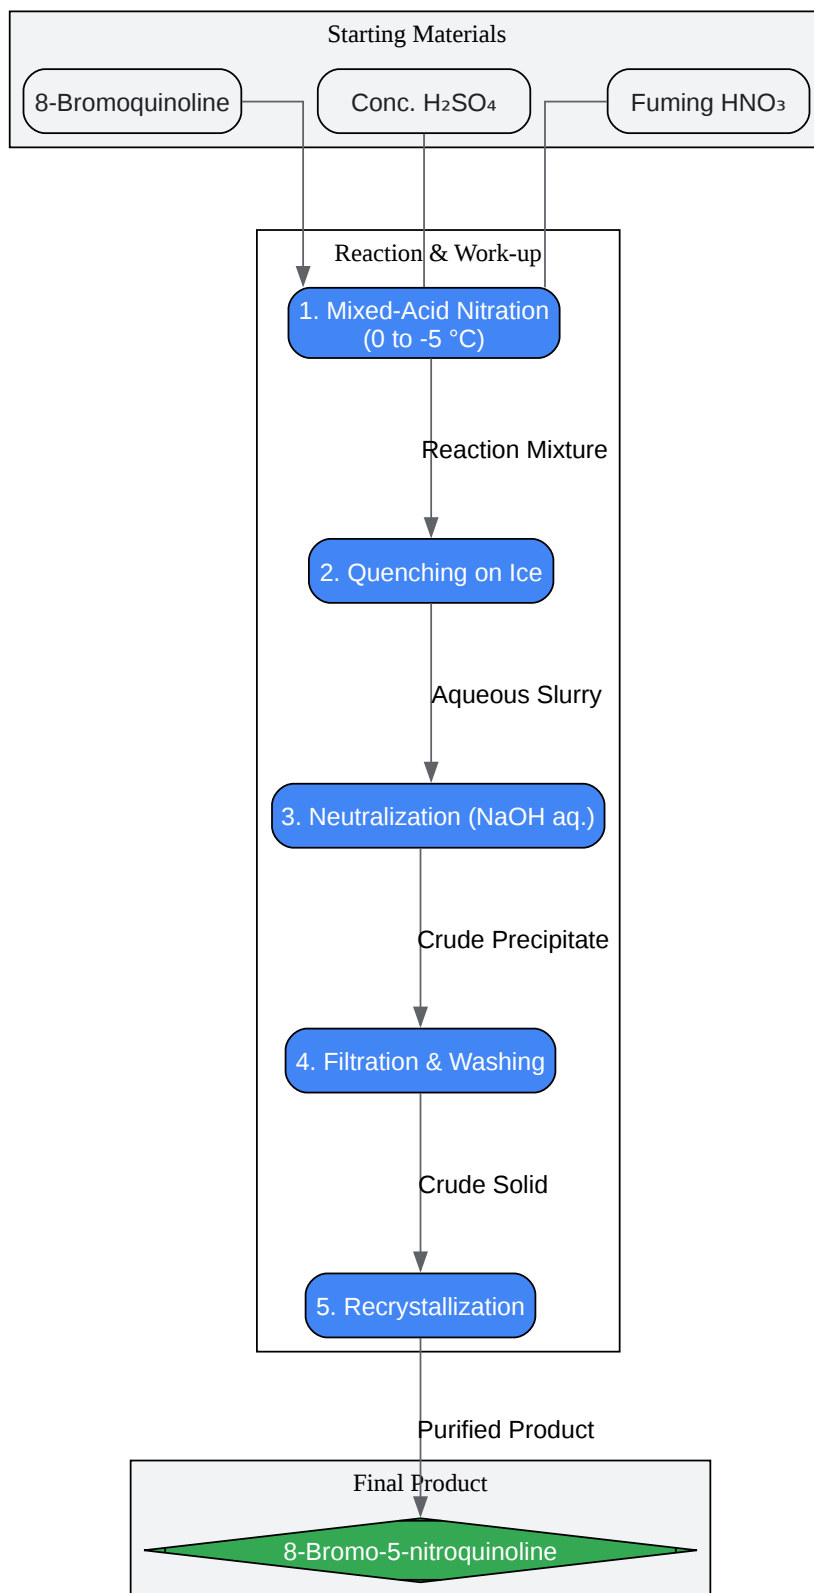 Starting Materials
8-Bromoquinoline
Conc. H₂SO₄
Fuming HNO₃
Reaction & Work-up
1. Mixed-Acid Nitration
(0 to -5 °C)
Reaction Mixture
2. Quenching on Ice
Aqueous Slurry
3. Neutralization (NaOH aq.)
Crude Precipitate
4. Filtration & Washing
Crude Solid
5. Recrystallization
Purified Product
Final Product
8-Bromo-5-nitroquinoline